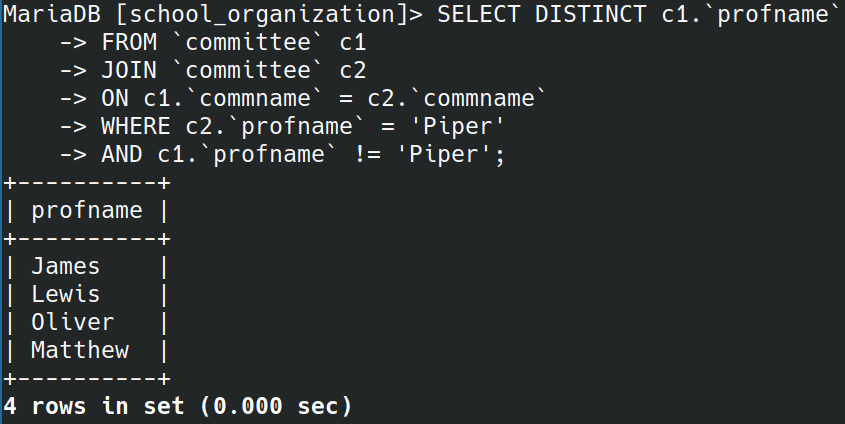 MariaDB [school_organization]> SELECT DISTINCT c1.`profname`
    -> FROM `committee` c1
    -> JOIN `committee` c2
    -> ON c1.`commname` = c2.`commname`
    -> WHERE c2.`profname` = 'Piper'
    -> AND c1.`profname` != 'Piper';
+----------+
| profname |
+----------+
| James    |
| Lewis    |
| Oliver   |
| Matthew  |
+----------+
4 rows in set (0.000 sec)